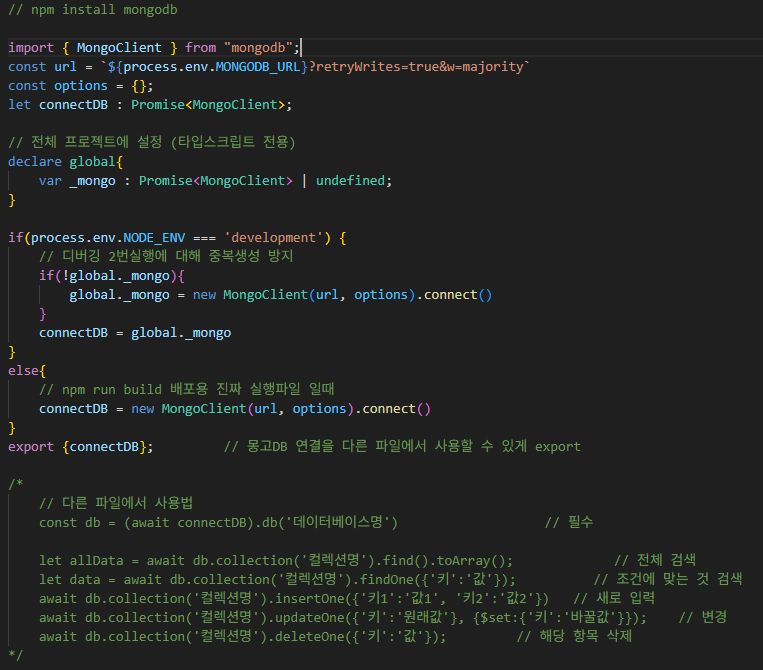 // npm install mongodb
import { MongoClient } from "mongodb";
const url = `${process.env.MONGODB_URL}?retryWrites=true&w=majority`
const options = {};
let connectDB : Promise<MongoClient>;
// 전체 프로젝트에 설정 (타입스크립트 전용)
declare global{
    var _mongo : Promise<MongoClient> | undefined;
}
if(process.env.NODE_ENV === 'development') {
    // 디버깅 2번실행에 대해 중복생성 방지
    if(!global._mongo){
        global._mongo = new MongoClient(url, options).connect()
    }
    connectDB = global._mongo
}
else{
    // npm run build 배포용 진짜 실행파일 일때
    connectDB = new MongoClient(url, options).connect()
}
export {connectDB};         // 몽고DB 연결을 다른 파일에서 사용할 수 있게 export
/*
    // 다른 파일에서 사용법
    const db = (await connectDB).db('데이터베이스명')                   // 필수
    let allData = await db.collection('컬렉션명').find().toArray();             // 전체 검색
    let data = await db.collection('컬렉션명').findOne({'키':'값'});          // 조건에 맞는 것 검색
    await db.collection('컬렉션명').insertOne({'키1':'값1', '키2':'값2'})   // 새로 입력
    await db.collection('컬렉션명').updateOne({'키':'원래값'}, {$set:{'키':'바꿀값'}});    // 변경
    await db.collection('컬렉션명').deleteOne({'키':'값'});         // 해당 항목 삭제
*/